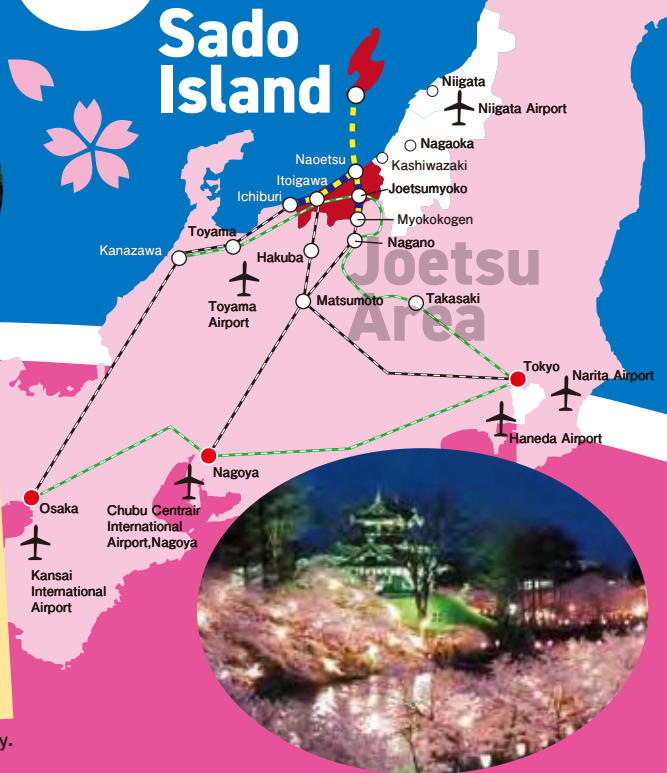 Sado
Island
Niigata
Niigata Airport
Nagaoka
Kashiwazaki
Naoetsu
Itoigawa
Ichiburi
Joetsumyoko
Myokokogen
Toyama
Kanazawa
Hakuba
Nagano
Joetsu
Area
Toyama
Airport
Matsumoto
Takasaki
Tokyo
Narita Airport
Haneda Airport
Nagoya
Osaka
Chubu Centrair
International
Airport,Nagoya
Kansai
International
Airport
y.